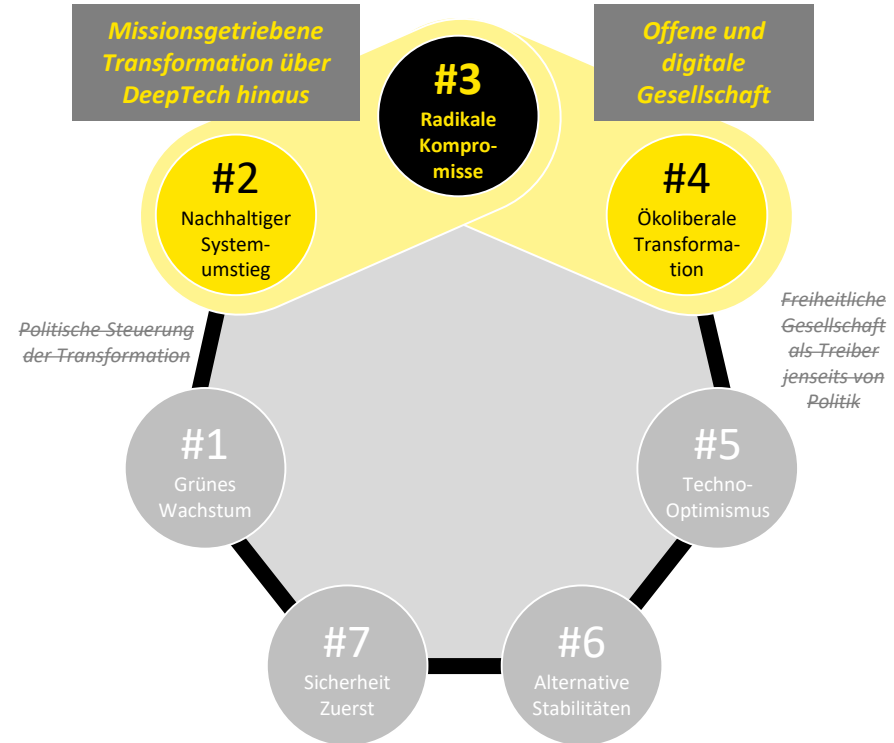 Missionsgetriebene
Transformation über
DeepTech hinaus
Offene und
digitale
Gesellschaft
#3
Radikale
Kompro-
misse
#2
Nachhaltiger
System-
umstieg
#4
Ökoliberale
Transforma-
tion
Politische Steuerung
der Transformation
Freiheitliche
Gesellschaft
als Treiber
jenseits von
Politik
#1
Grünes
Wachstum
#5
Techno-
Optimismus
#7
Sicherheit
Zuerst
#6
Alternative
Stabilitäten